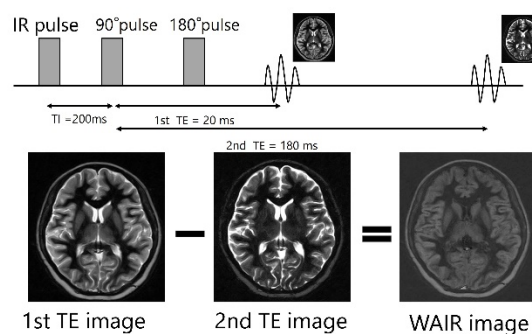 IR pulse
90°pulse
180°pulse
TI =200ms
1st TE = 20 ms
2nd TE = 180 ms
1st TE image
2nd TE image
WAIR image